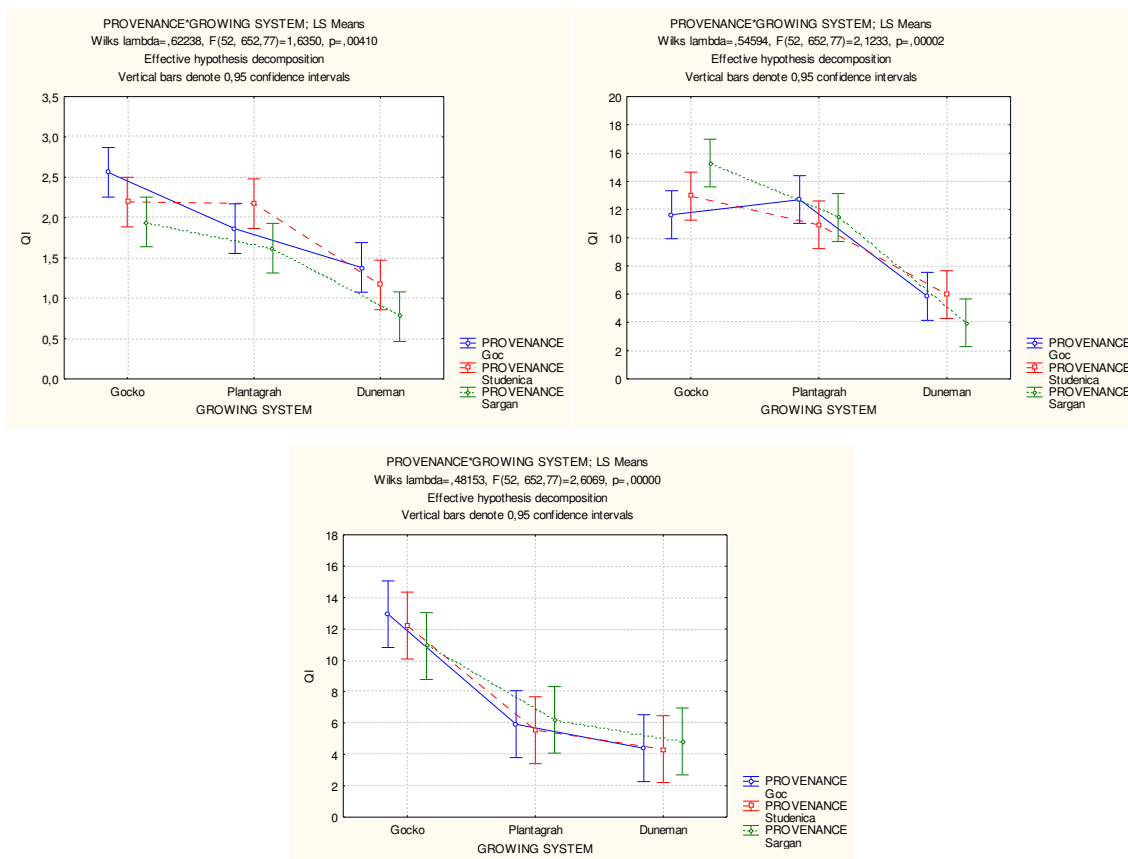 PROVENANCE*GROWING SYSTEM; LS Means
Wilks lambda=,62238, F(52, 652,77)=1,6350, p=,00410
Effective hypothesis decomposition
Vertical bars denote 0,95 confidence intervals
3,5
3,0
2,5
2,0
1,5
1,0
0,5
0,0
QI
Gocko Plantagrah Duneman
GROWING SYSTEM
PROVENANCE
Goc
PROVENANCE
Studenica
PROVENANCE
Sargan
PROVENANCE*GROWING SYSTEM; LS Means
Wilks lambda=,54594, F(52, 652,77)=2,1233, p=,00002
Effective hypothesis decomposition
Vertical bars denote 0,95 confidence intervals
20
18
16
14
12
10
8
6
4
2
0
QI
Gocko Plantagrah Duneman
GROWING SYSTEM
PROVENANCE
Goc
PROVENANCE
Studenica
PROVENANCE
Sargan
PROVENANCE*GROWING SYSTEM; LS Means
Wilks lambda=,48153, F(52, 652,77)=2,6069, p=,00000
Effective hypothesis decomposition
Vertical bars denote 0,95 confidence intervals
18
16
14
12
10
8
6
4
2
0
QI
Gocko Plantagrah Duneman
GROWING SYSTEM
PROVENANCE
Goc
PROVENANCE
Studenica
PROVENANCE
Sargan